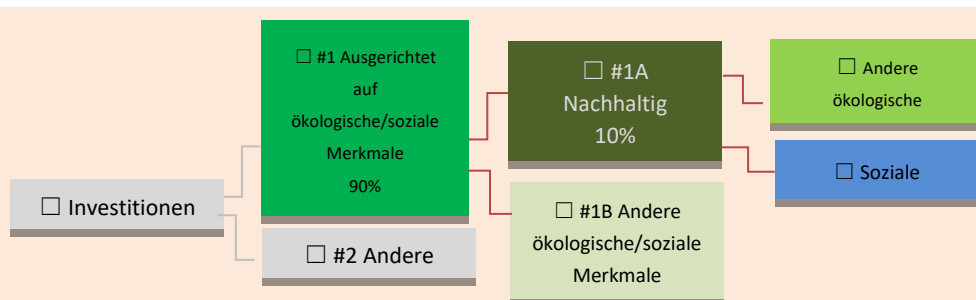 ☐ Investitionen
☐ #1 Ausgerichtet
auf
ökologische/soziale
Merkmale
90%
☐ #2 Andere
☐ #1A
Nachhaltig
10%
☐ #1B Andere
ökologische/soziale
Merkmale
☐ Andere
ökologische
☐ Soziale